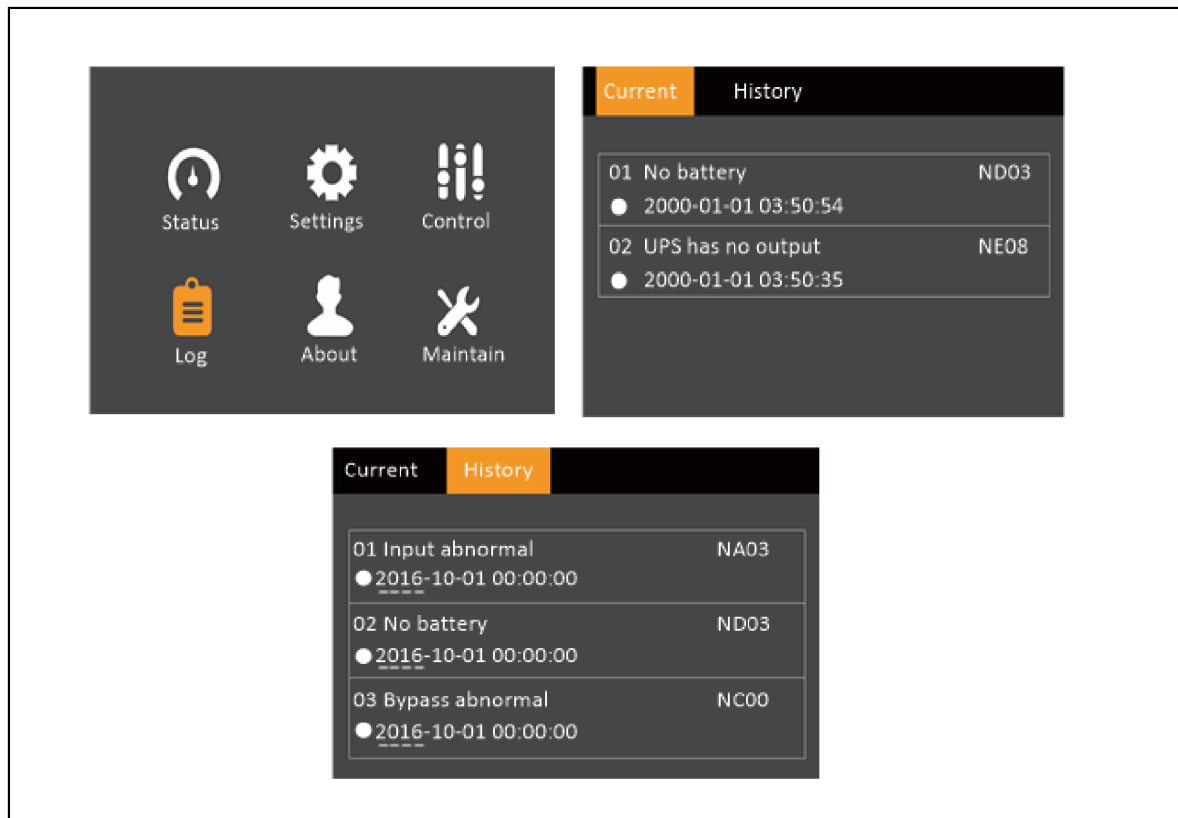 Status Settings Control
Log About Maintain
Current History
01 No battery ND03
2000-01-01 03:50:54
02 UPS has no output NE08
2000-01-01 03:50:35
Current History
01 Input abnormal NA03
2016-10-01 00:00:00
02 No battery ND03
2016-10-01 00:00:00
03 Bypass abnormal NC00
2016-10-01 00:00:00